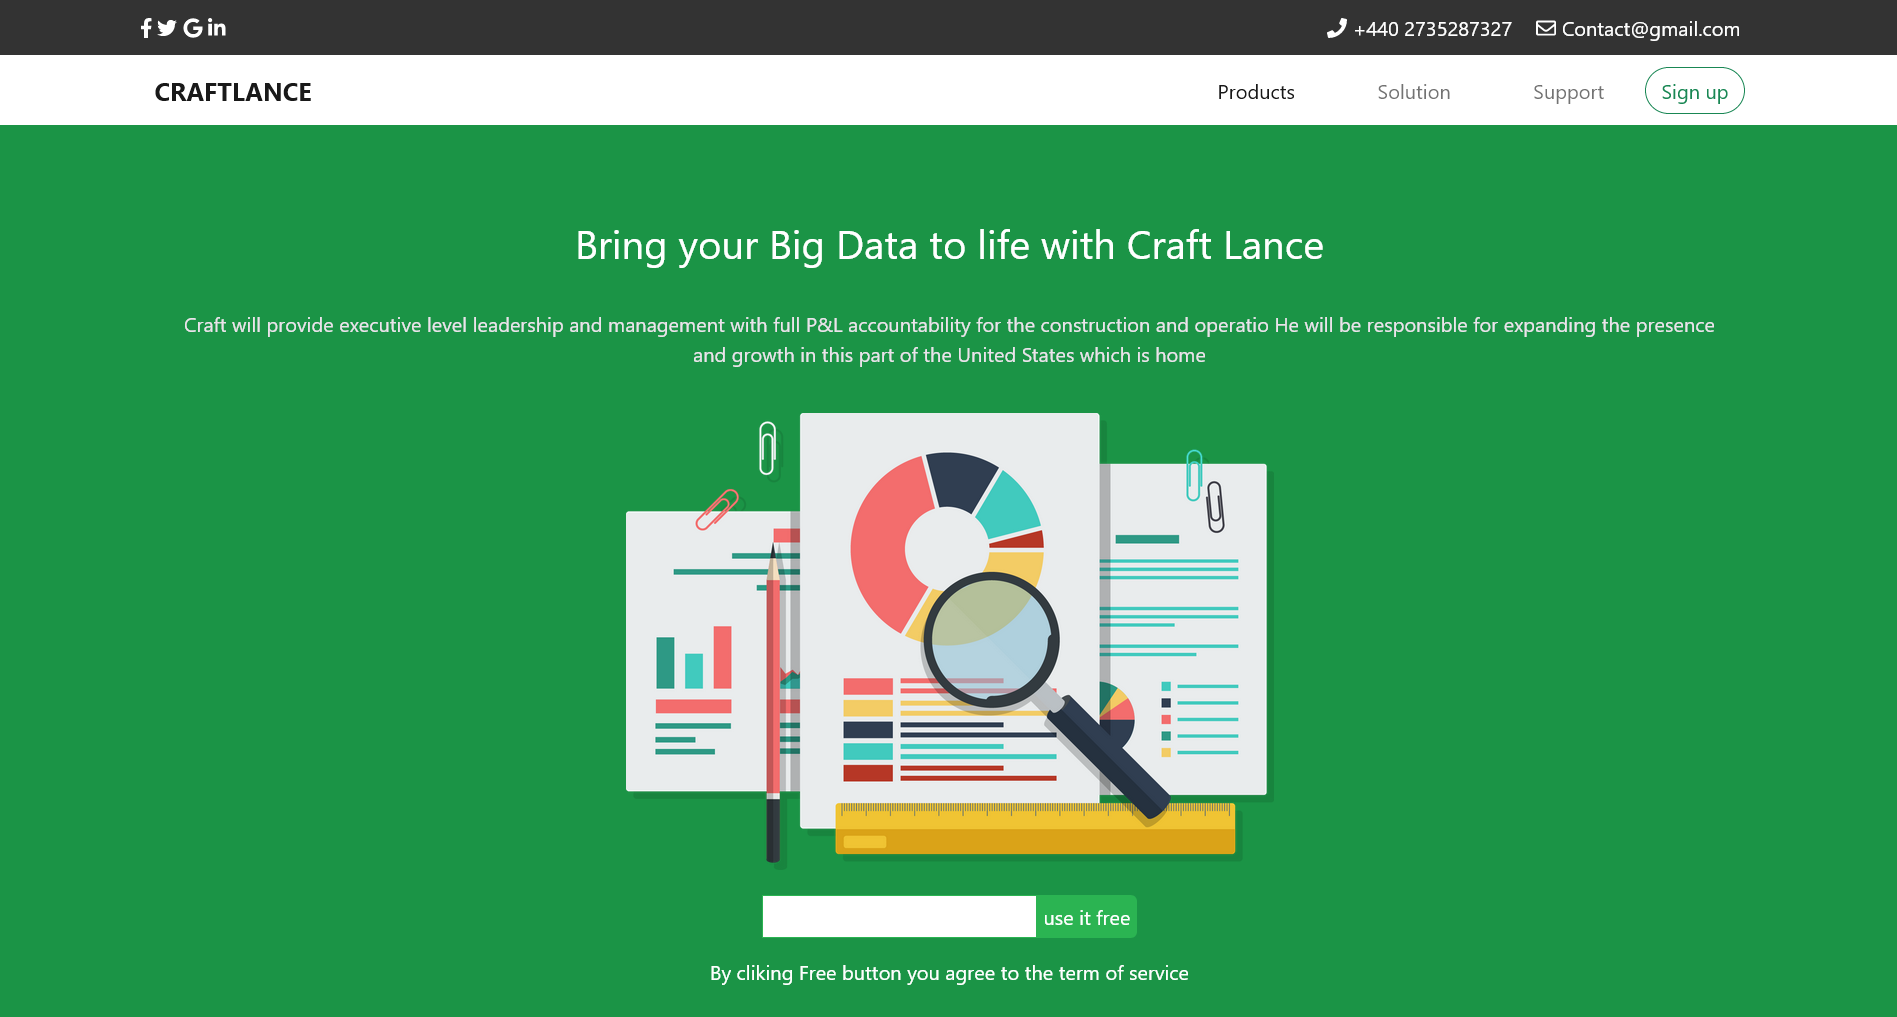 +440 2735287327 Contact@gmail.com
CRAFTLANCE Products Solution Support Sign up
Bring your Big Data to life with Craft Lance
Craft will provide executive level leadership and management with full P&L accountability for the construction and operatio He will be responsible for expanding the presence
and growth in this part of the United States which is home
use it free
By cliking Free button you agree to the term of service